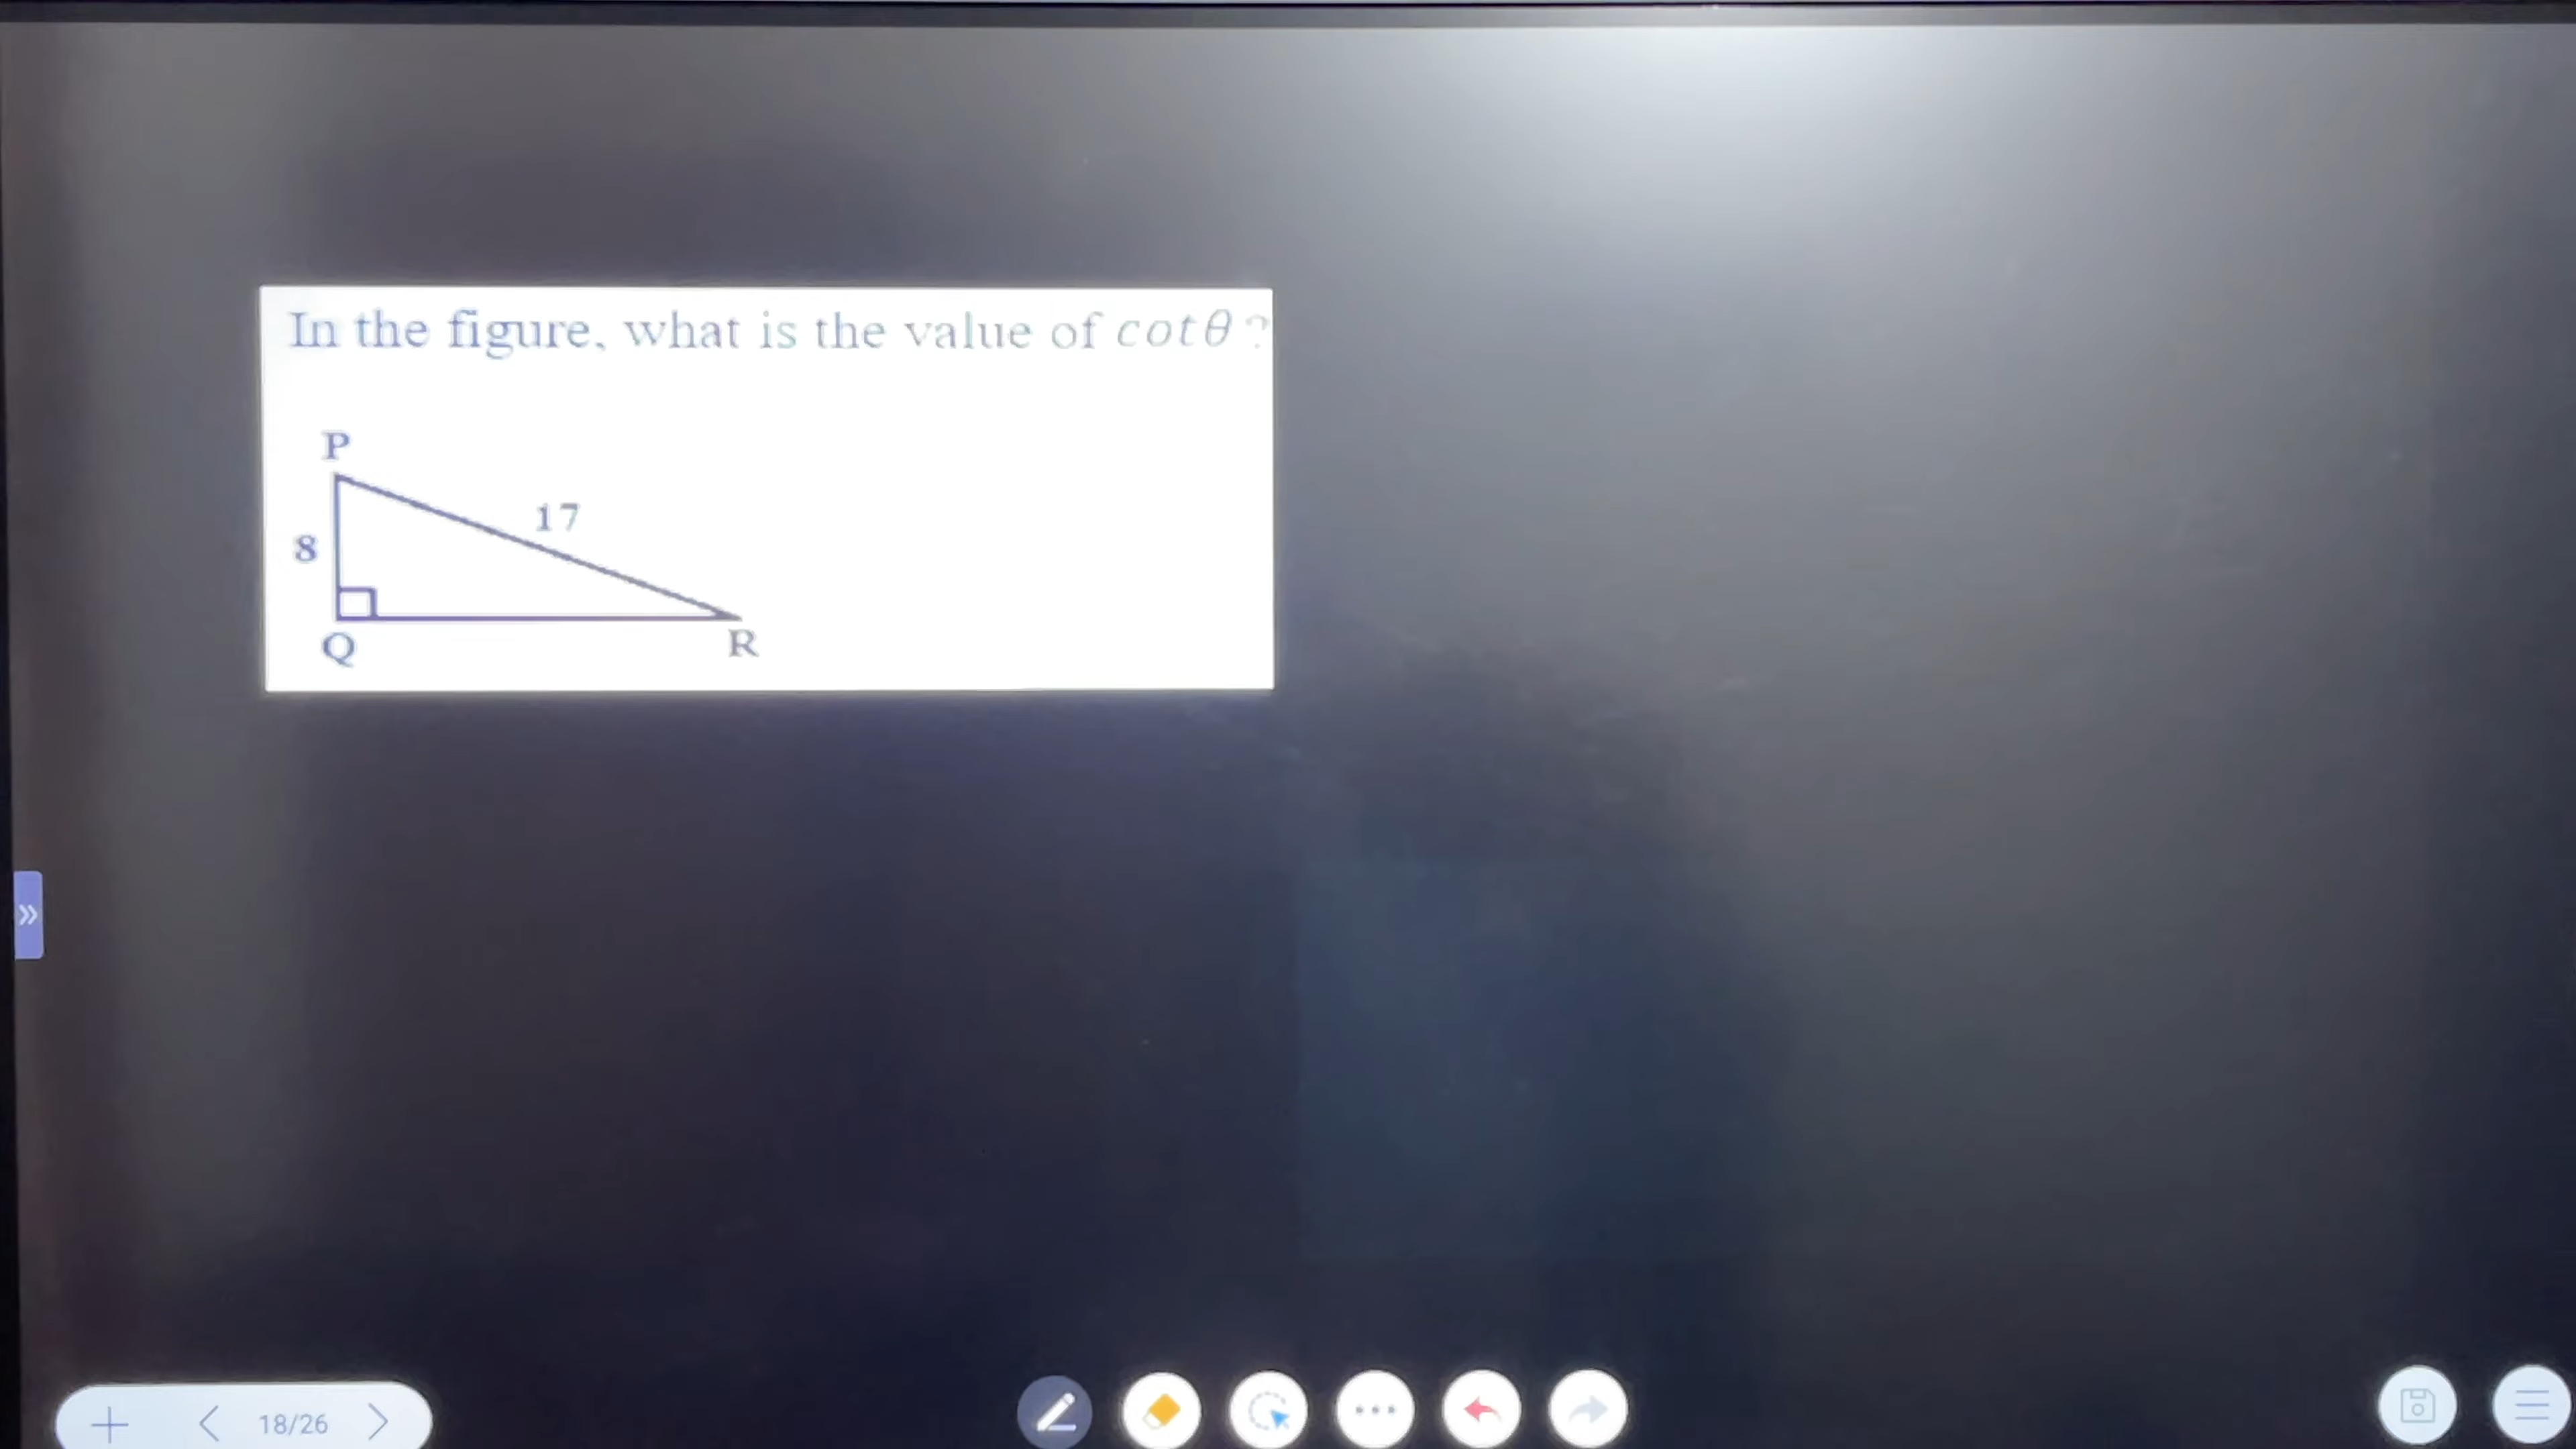 In the figure, what is the value of cotθ ?
P
17
8
Q
R
18/26